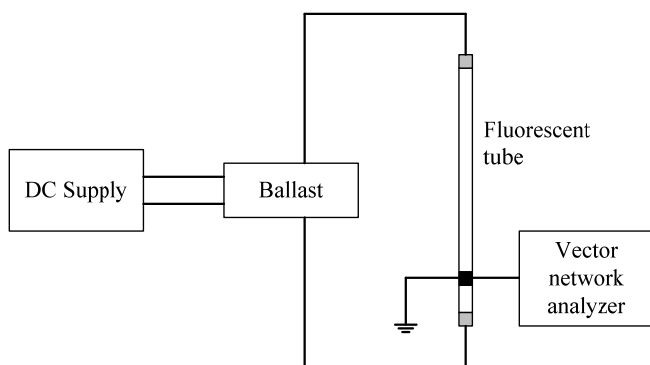 Fluorescent
tube
DC Supply
Ballast
Vector
network
analyzer